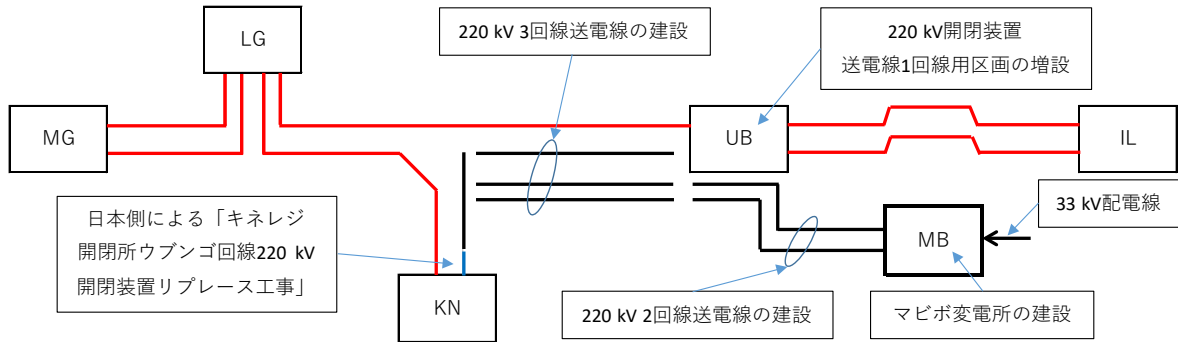 LG
220 kV 3回線送電線の建設
220 kV開閉装置
送電線1回線用区画の増設
MG
UB
IL
日本側による「キネレジ
開閉所ウブンゴ回線220 kV
開閉装置リプレース工事」
KN
33 kV配電線
MB
220 kV 2回線送電線の建設
マビボ変電所の建設